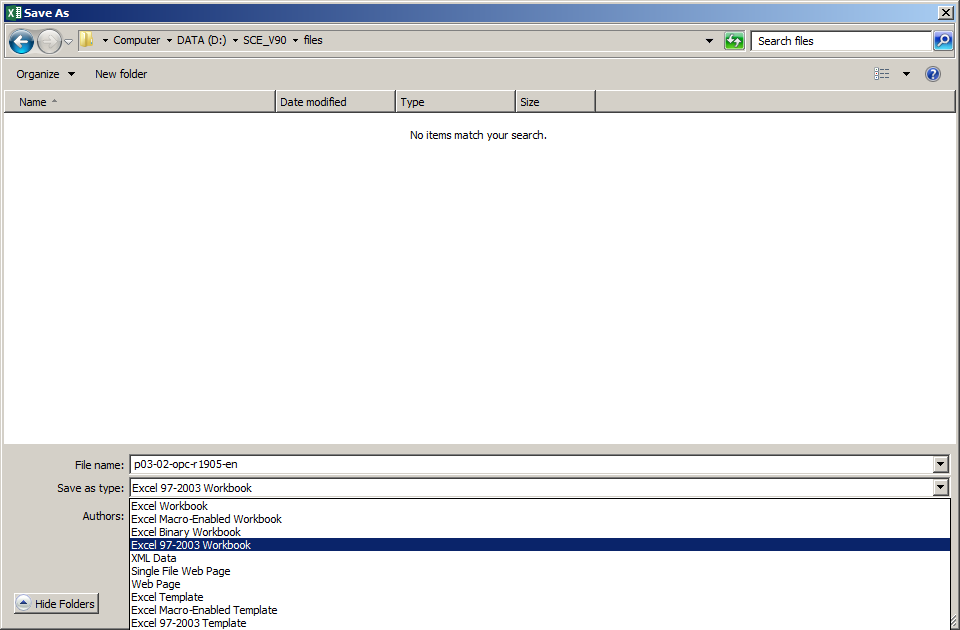 Save As
Computer DATA (D:) SCE_V90 files Search files
Organize New folder
Name Date modified Type Size
No items match your search.
File name: p03-02-opc-r1905-en
Save as type: Excel 97-2003 Workbook
Authors:
Excel Workbook
Excel Macro-Enabled Workbook
Excel Binary Workbook
Excel 97-2003 Workbook
XML Data
Single File Web Page
Web Page
Excel Template
Excel Macro-Enabled Template
Excel 97-2003 Template
Hide Folders